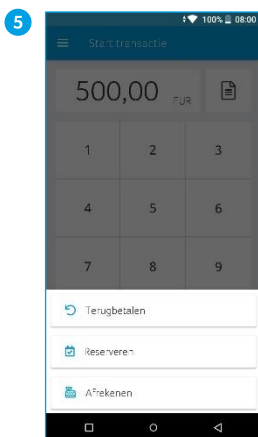 5
100% 08:00
Start transactie
500,00 EUR
1 2 3
4 5 6
7 8 9
Terugbetalen
Reserveren
Afrekenen